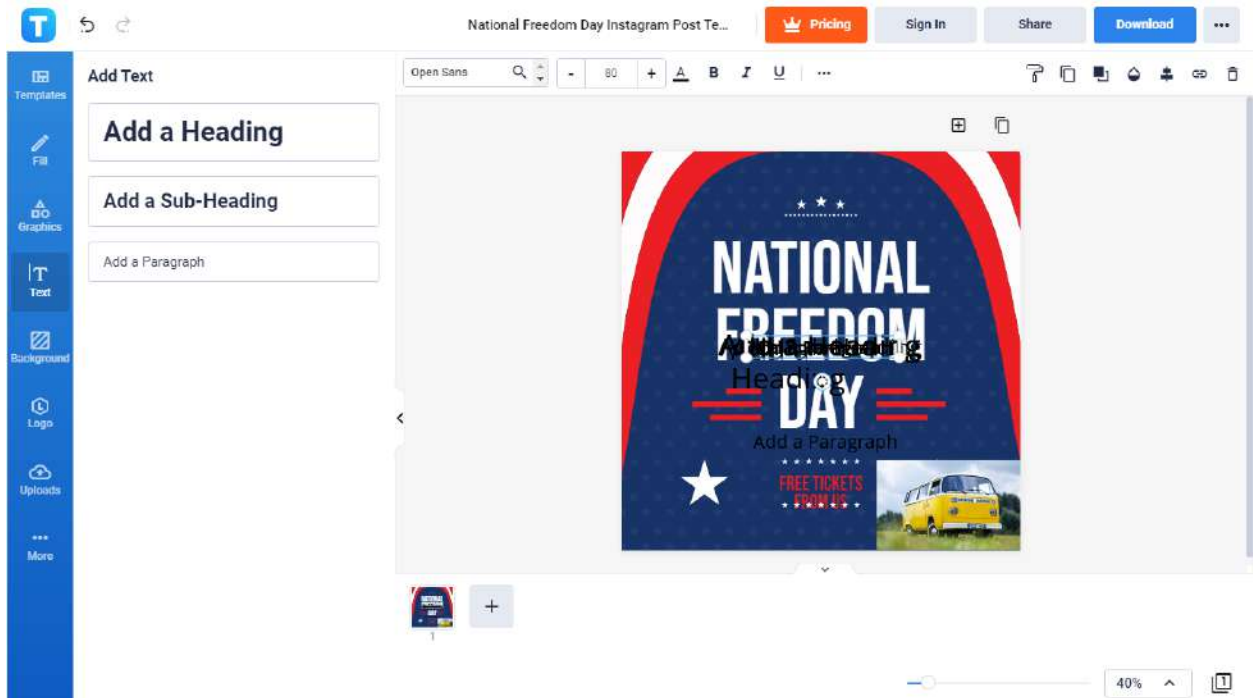 T
National Freedom Day Instagram Post Te...
Pricing
Sign In
Share
Download
Templates
Fill
Graphics
Text
Background
Logo
Uploads
More
Add Text
Add a Heading
Add a Sub-Heading
Add a Paragraph
Open Sans
- 80 +
A B I U
NATIONAL
FREEDOM
Heading
DAY
Add a Paragraph
FREE TICKETS
FROM US
1
+
40%
1